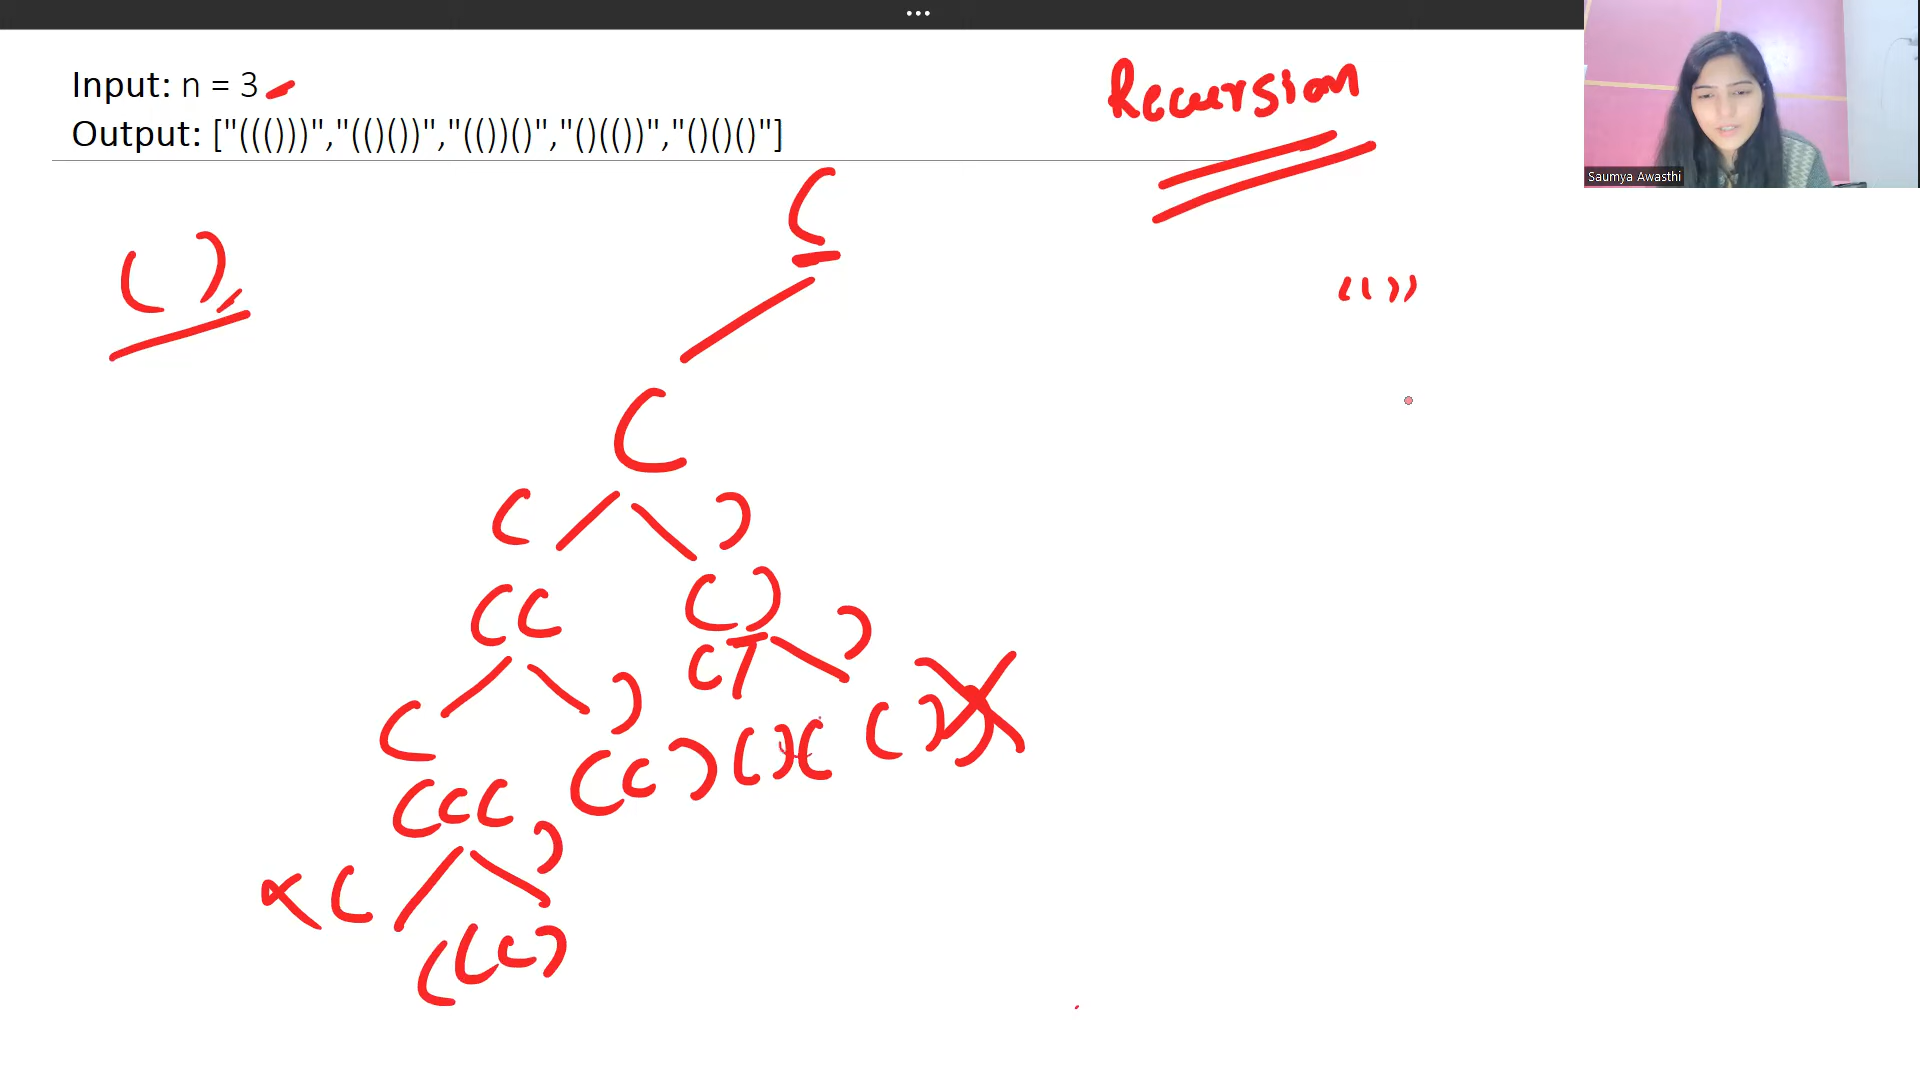 Input: n = 3
Output: ["((()))","(()())","(())()","()(())","()()()"]
Recursion
Saumya Awasthi
(
( )
(())
(
( )
(( ()
( )
( )
((( (() ()( ())
)
(
((()